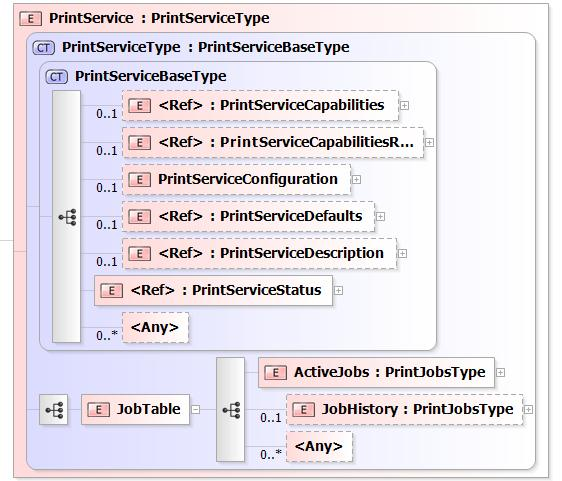 E PrintService : PrintServiceType
CT PrintServiceType : PrintServiceBaseType
CT PrintServiceBaseType
0..1 E <Ref> : PrintServiceCapabilities
0..1 E <Ref> : PrintServiceCapabilitiesR...
0..1 E PrintServiceConfiguration
0..1 E <Ref> : PrintServiceDefaults
0..1 E <Ref> : PrintServiceDescription
E <Ref> : PrintServiceStatus
0..* <Any>
E JobTable
E ActiveJobs : PrintJobsType
0..1 E JobHistory : PrintJobsType
0..* <Any>